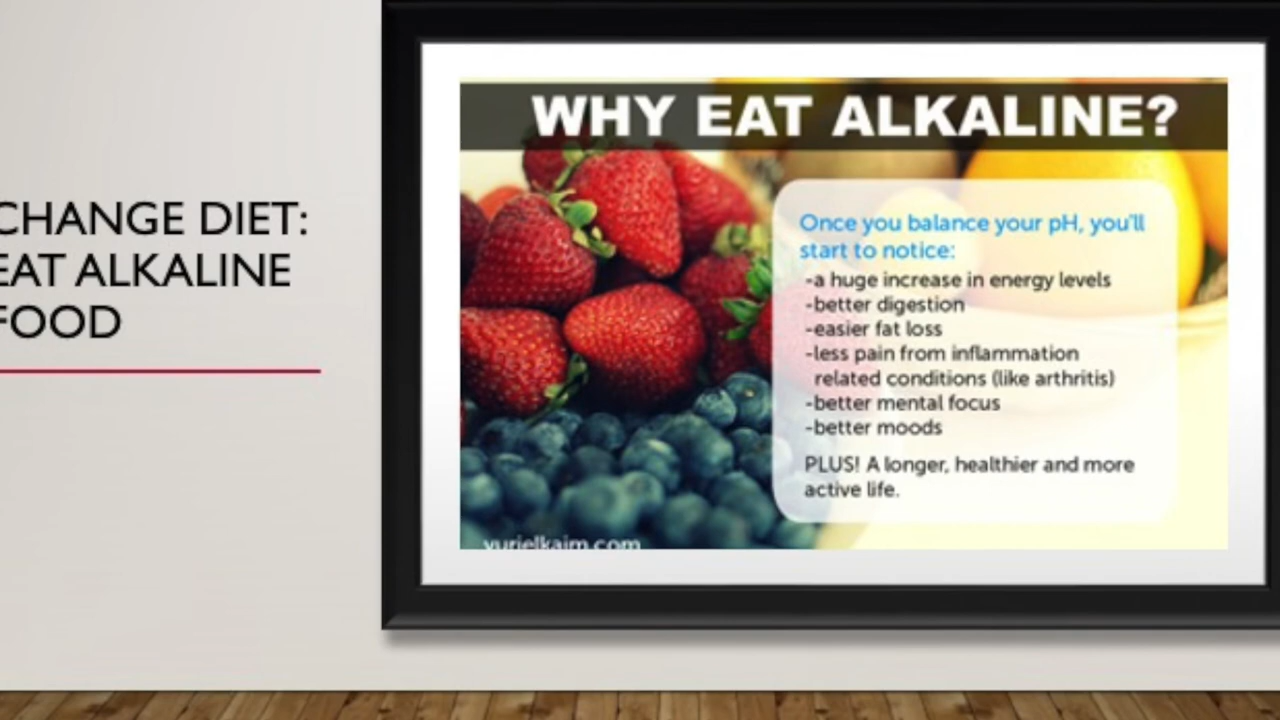 CHANGE DIET:
EAT ALKALINE
FOOD
WHY EAT ALKALINE?
Once you balance your pH, you'll
start to notice:
-a huge increase in energy levels
-better digestion
-easier fat loss
-less pain from inflammation
related conditions (like arthritis)
-better mental focus
-better moods
PLUS! A longer, healthier and more
active life.
yurielkaim.com